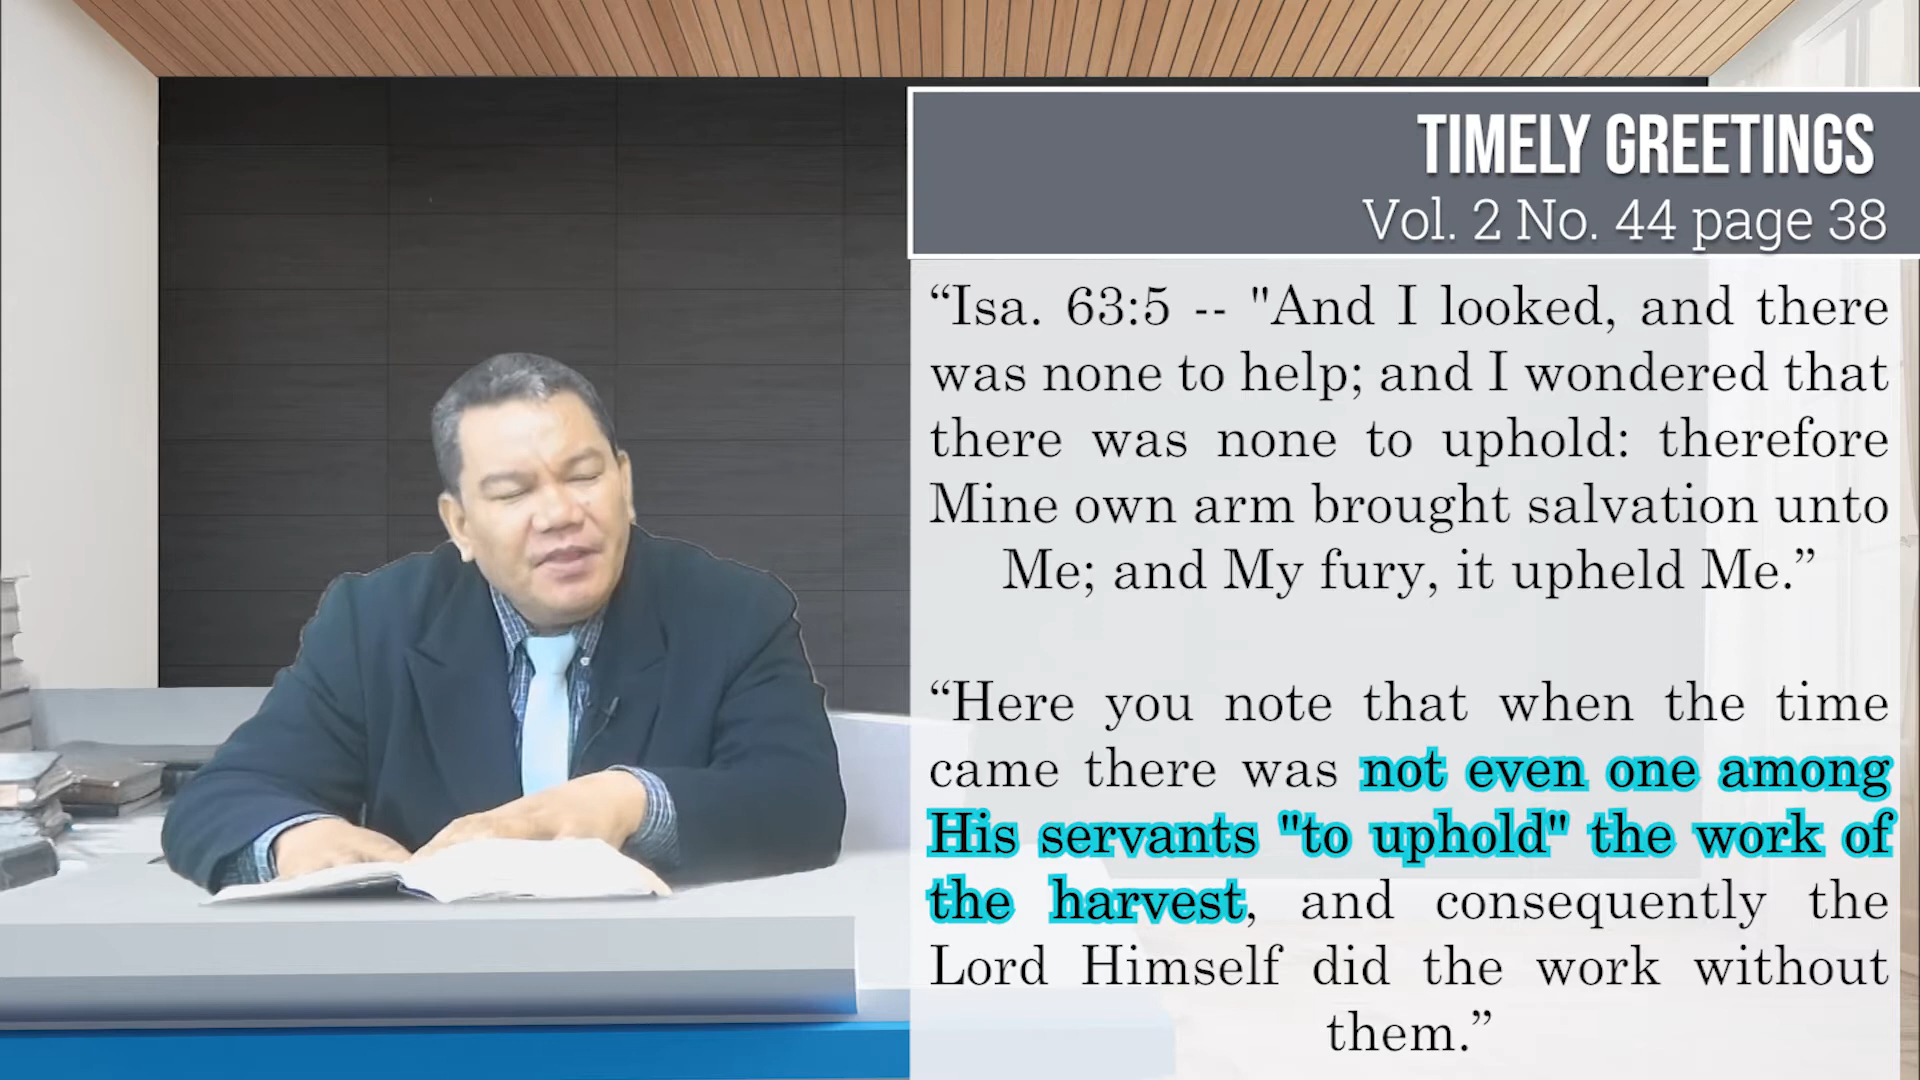 TIMELY GREETINGS
Vol. 2 No. 44 page 38
“Isa. 63:5 -- "And I looked, and there
was none to help; and I wondered that
there was none to uphold: therefore
Mine own arm brought salvation unto
Me; and My fury, it upheld Me.”
“Here you note that when the time
came there was not even one among
His servants "to uphold" the work of
the harvest, and consequently the
Lord Himself did the work without
them.”